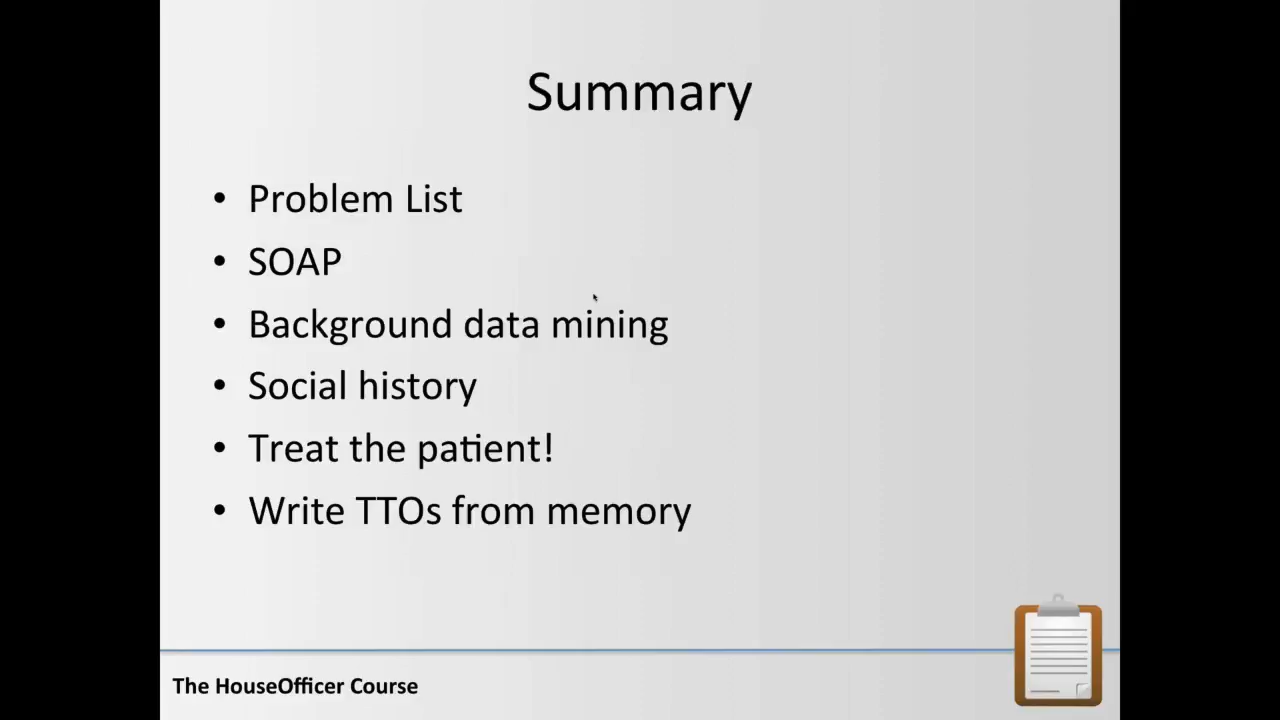 Summary
• Problem List
• SOAP
• Background data mining
• Social history
• Treat the patient!
• Write TTOs from memory
The HouseOfficer Course